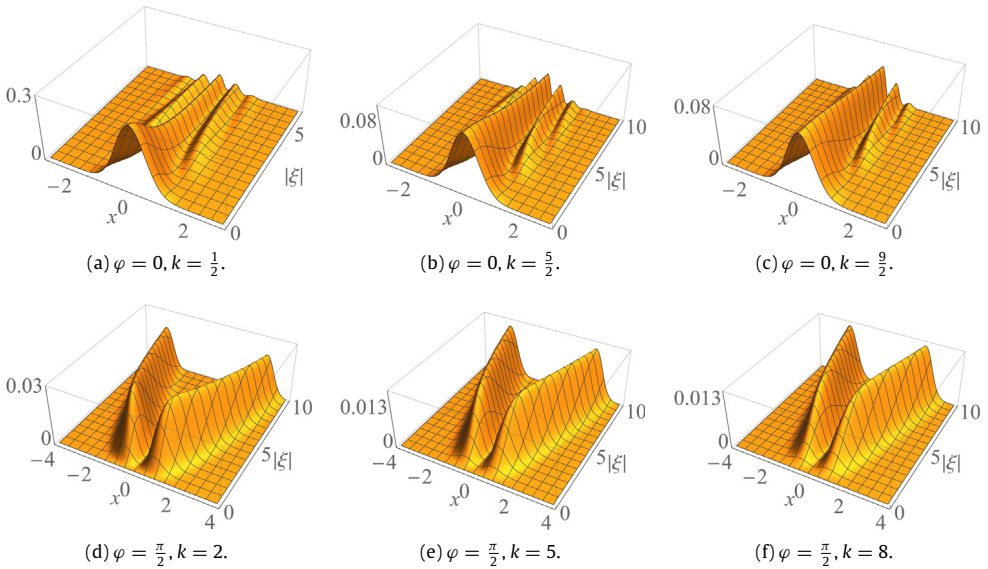 0.3
0
−2
0
x
2
0
5
|ξ|
(a) φ = 0, k = 1/2.
0.08
0
−2
0
x
2
0
5
10
|ξ|
(b) φ = 0, k = 5/2.
0.08
0
−2
0
x
2
0
5
10
|ξ|
(c) φ = 0, k = 9/2.
0.03
0
−4
−2
0
x
2
4
0
5
10
|ξ|
(d) φ = π/2, k = 2.
0.013
0
−4
−2
0
x
2
4
0
5
10
|ξ|
(e) φ = π/2, k = 5.
0.013
0
−4
−2
0
x
2
4
0
5
10
|ξ|
(f) φ = π/2, k = 8.